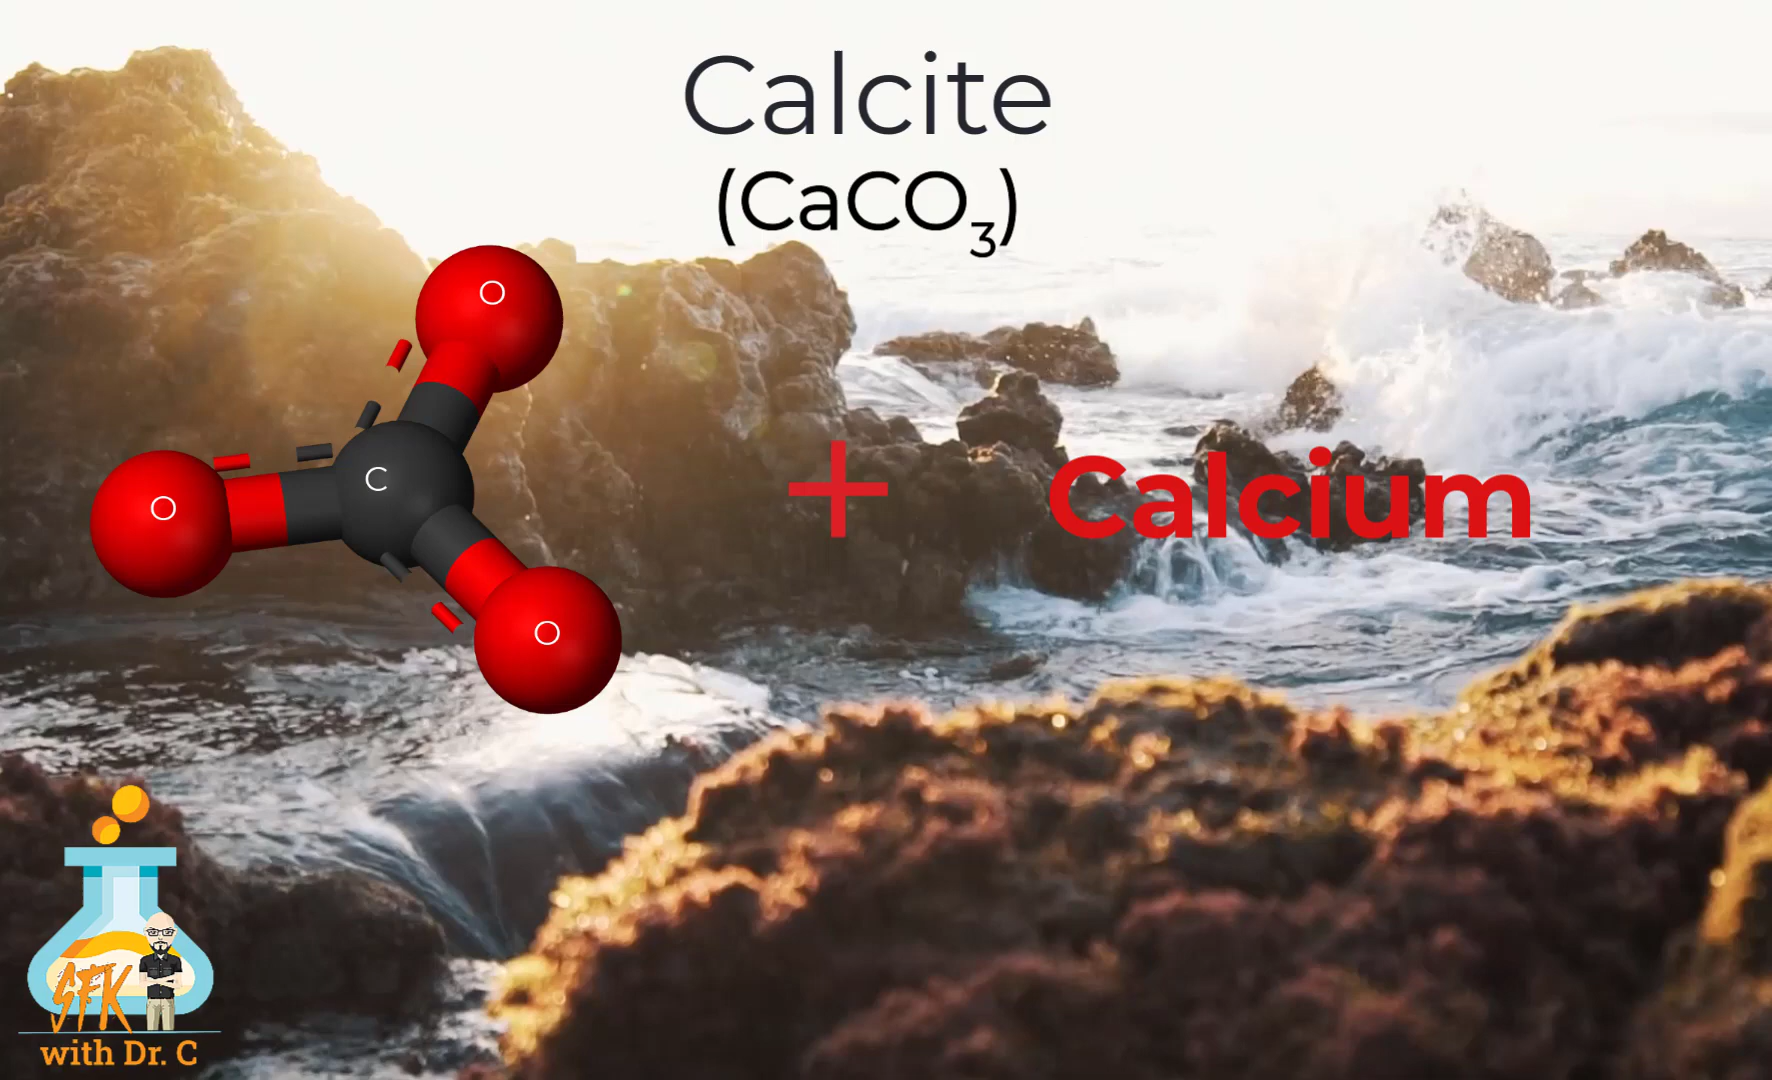 Calcite
(CaCO₃)
O
C
O
O
+ Calcium
SFK
with Dr. C